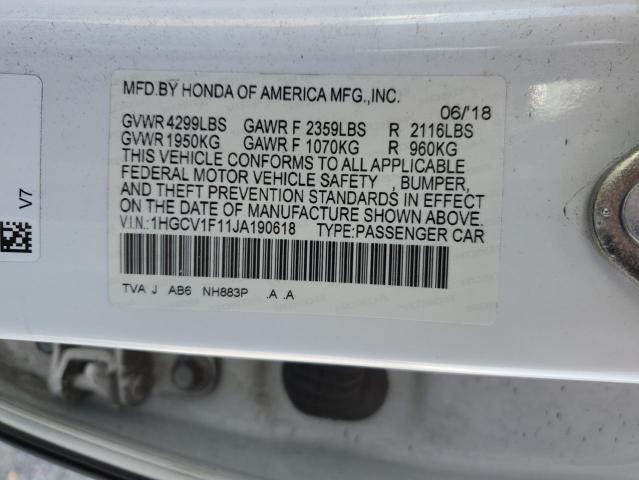 MFD.BY HONDA OF AMERICA MFG.,INC.
06/'18
GVWR 4299LBS GAWR F 2359LBS R 2116LBS
GVWR 1950KG GAWR F 1070KG R 960KG
THIS VEHICLE CONFORMS TO ALL APPLICABLE
FEDERAL MOTOR VEHICLE SAFETY , BUMPER,
AND THEFT PREVENTION STANDARDS IN EFFECT
ON THE DATE OF MANUFACTURE SHOWN ABOVE.
V.I.N.:1HGCV1F11JA190618 TYPE:PASSENGER CAR
TVA J AB6 NH883P .A .A
V7